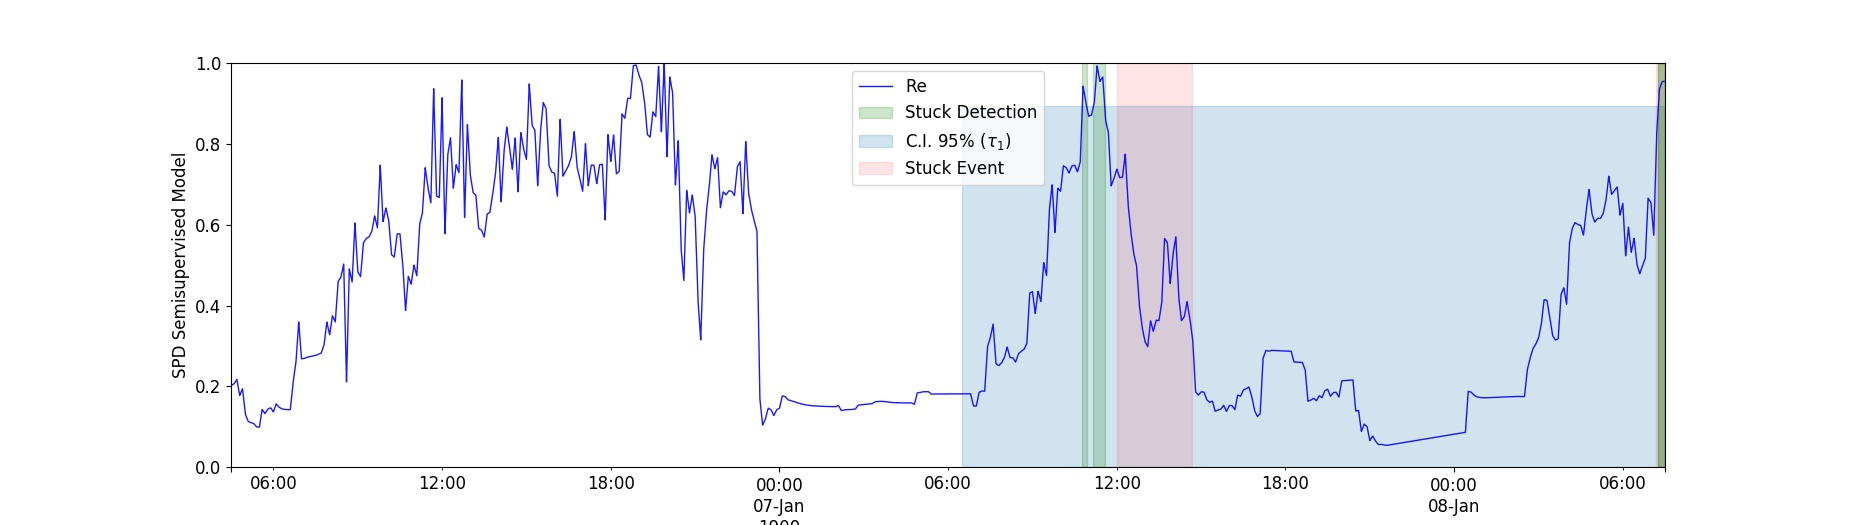 SPD Semisupervised Model
1.0
0.8
0.6
0.4
0.2
0.0
Re
Stuck Detection
C.I. 95% (τ₁)
Stuck Event
06:00 12:00 18:00 00:00 06:00 12:00 18:00 00:00 06:00
07-Jan 08-Jan
1900